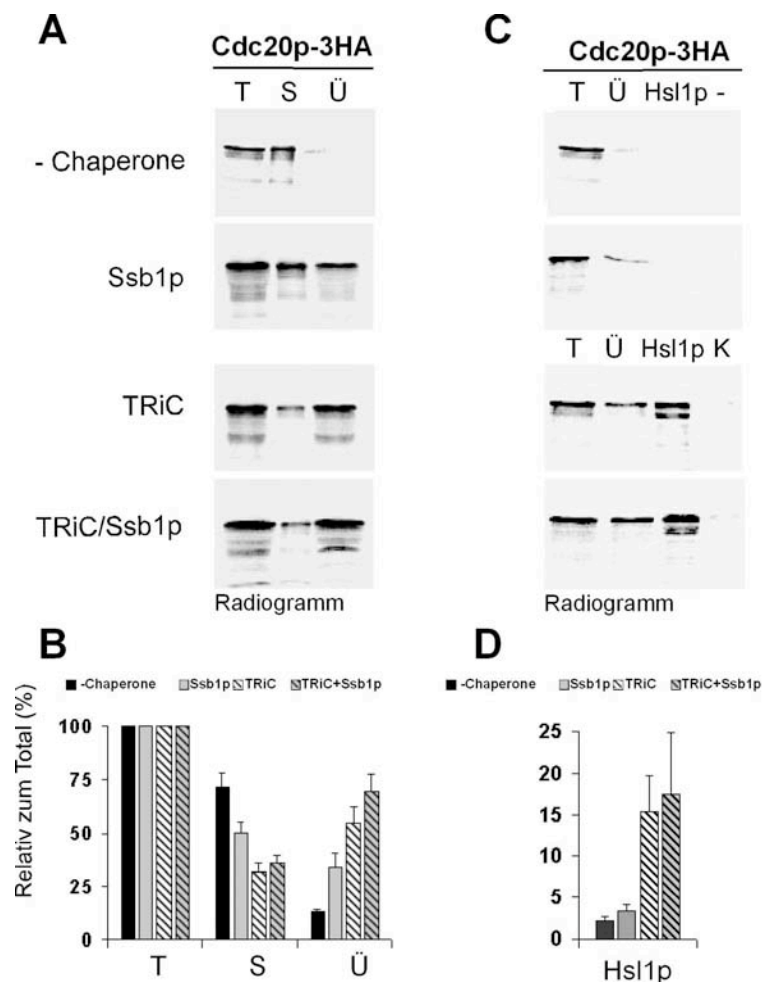 A
C
Cdc20p-3HA
Cdc20p-3HA
T S Ü
T Ü Hsl1p -
- Chaperone
Ssb1p
T Ü Hsl1p K
TRiC
TRiC/Ssb1p
Radiogramm
Radiogramm
B
D
-Chaperone Ssb1p TRiC TRiC+Ssb1p
-Chaperone Ssb1p TRiC TRiC+Ssb1p
Relativ zum Total (%)
100
75
50
25
0
T S Ü
25
20
15
10
5
0
Hsl1p